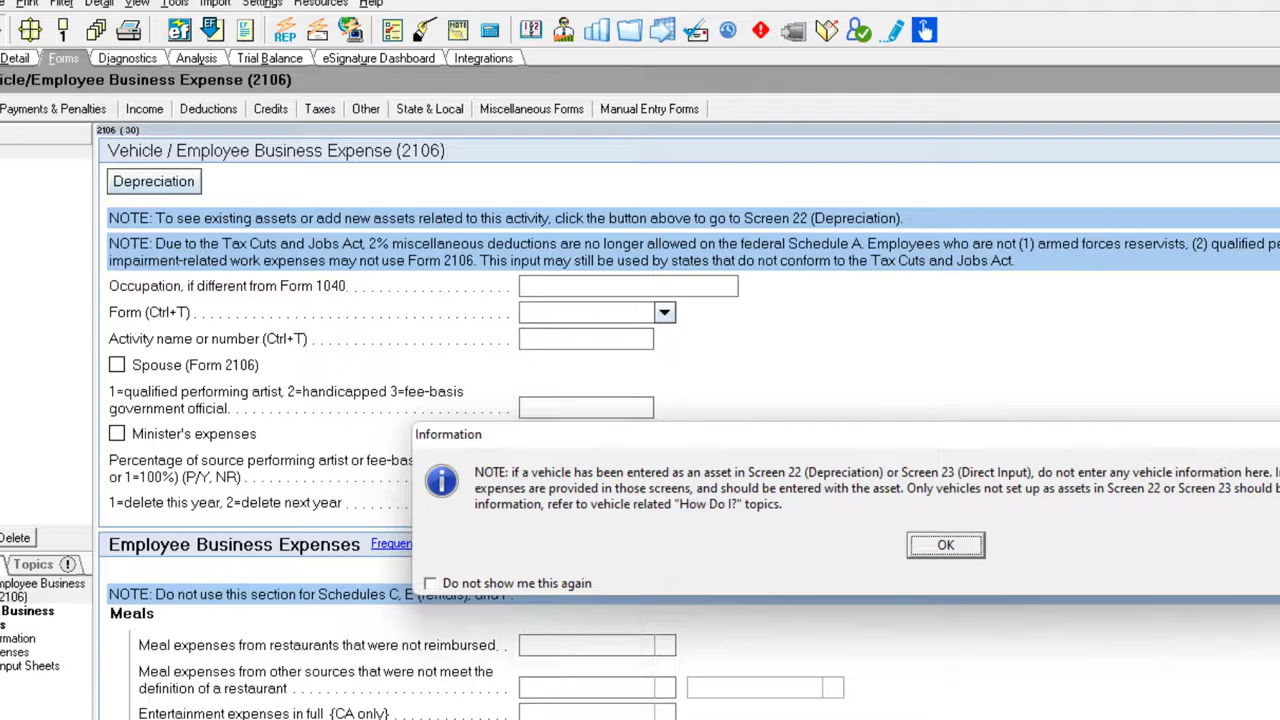 Print Filter Detail View Tools Import Settings Resources Help
REP NOTE
Detail Forms Diagnostics Analysis Trial Balance eSignature Dashboard Integrations
Vehicle/Employee Business Expense (2106)
Payments & Penalties Income Deductions Credits Taxes Other State & Local Miscellaneous Forms Manual Entry Forms
2106 (30)
Vehicle / Employee Business Expense (2106)
Depreciation
NOTE: To see existing assets or add new assets related to this activity, click the button above to go to Screen 22 (Depreciation).
NOTE: Due to the Tax Cuts and Jobs Act, 2% miscellaneous deductions are no longer allowed on the federal Schedule A. Employees who are not (1) armed forces reservists, (2) qualified
impairment-related work expenses may not use Form 2106. This input may still be used by states that do not conform to the Tax Cuts and Jobs Act.
Occupation, if different from Form 1040
Form (Ctrl+T)
Activity name or number (Ctrl+T)
Spouse (Form 2106)
1=qualified performing artist, 2=handicapped 3=fee-basis
government official.
Minister's expenses
Percentage of source performing artist or fee-bas
or 1=100%) (P/Y, NR)
1=delete this year, 2=delete next year
Information
NOTE: if a vehicle has been entered as an asset in Screen 22 (Depreciation) or Screen 23 (Direct Input), do not enter any vehicle information here.
expenses are provided in those screens, and should be entered with the asset. Only vehicles not set up as assets in Screen 22 or Screen 23 should
information, refer to vehicle related "How Do I?" topics.
OK
Do not show me this again
Delete
Topics
Employee Business
2106)
Business
s
rmation
enses
nput Sheets
Employee Business Expenses Frequen
NOTE: Do not use this section for Schedules C, E (rentals), and F.
Meals
Meal expenses from restaurants that were not reimbursed. .
Meal expenses from other sources that were not meet the
definition of a restaurant
Entertainment expenses in full {CA only}